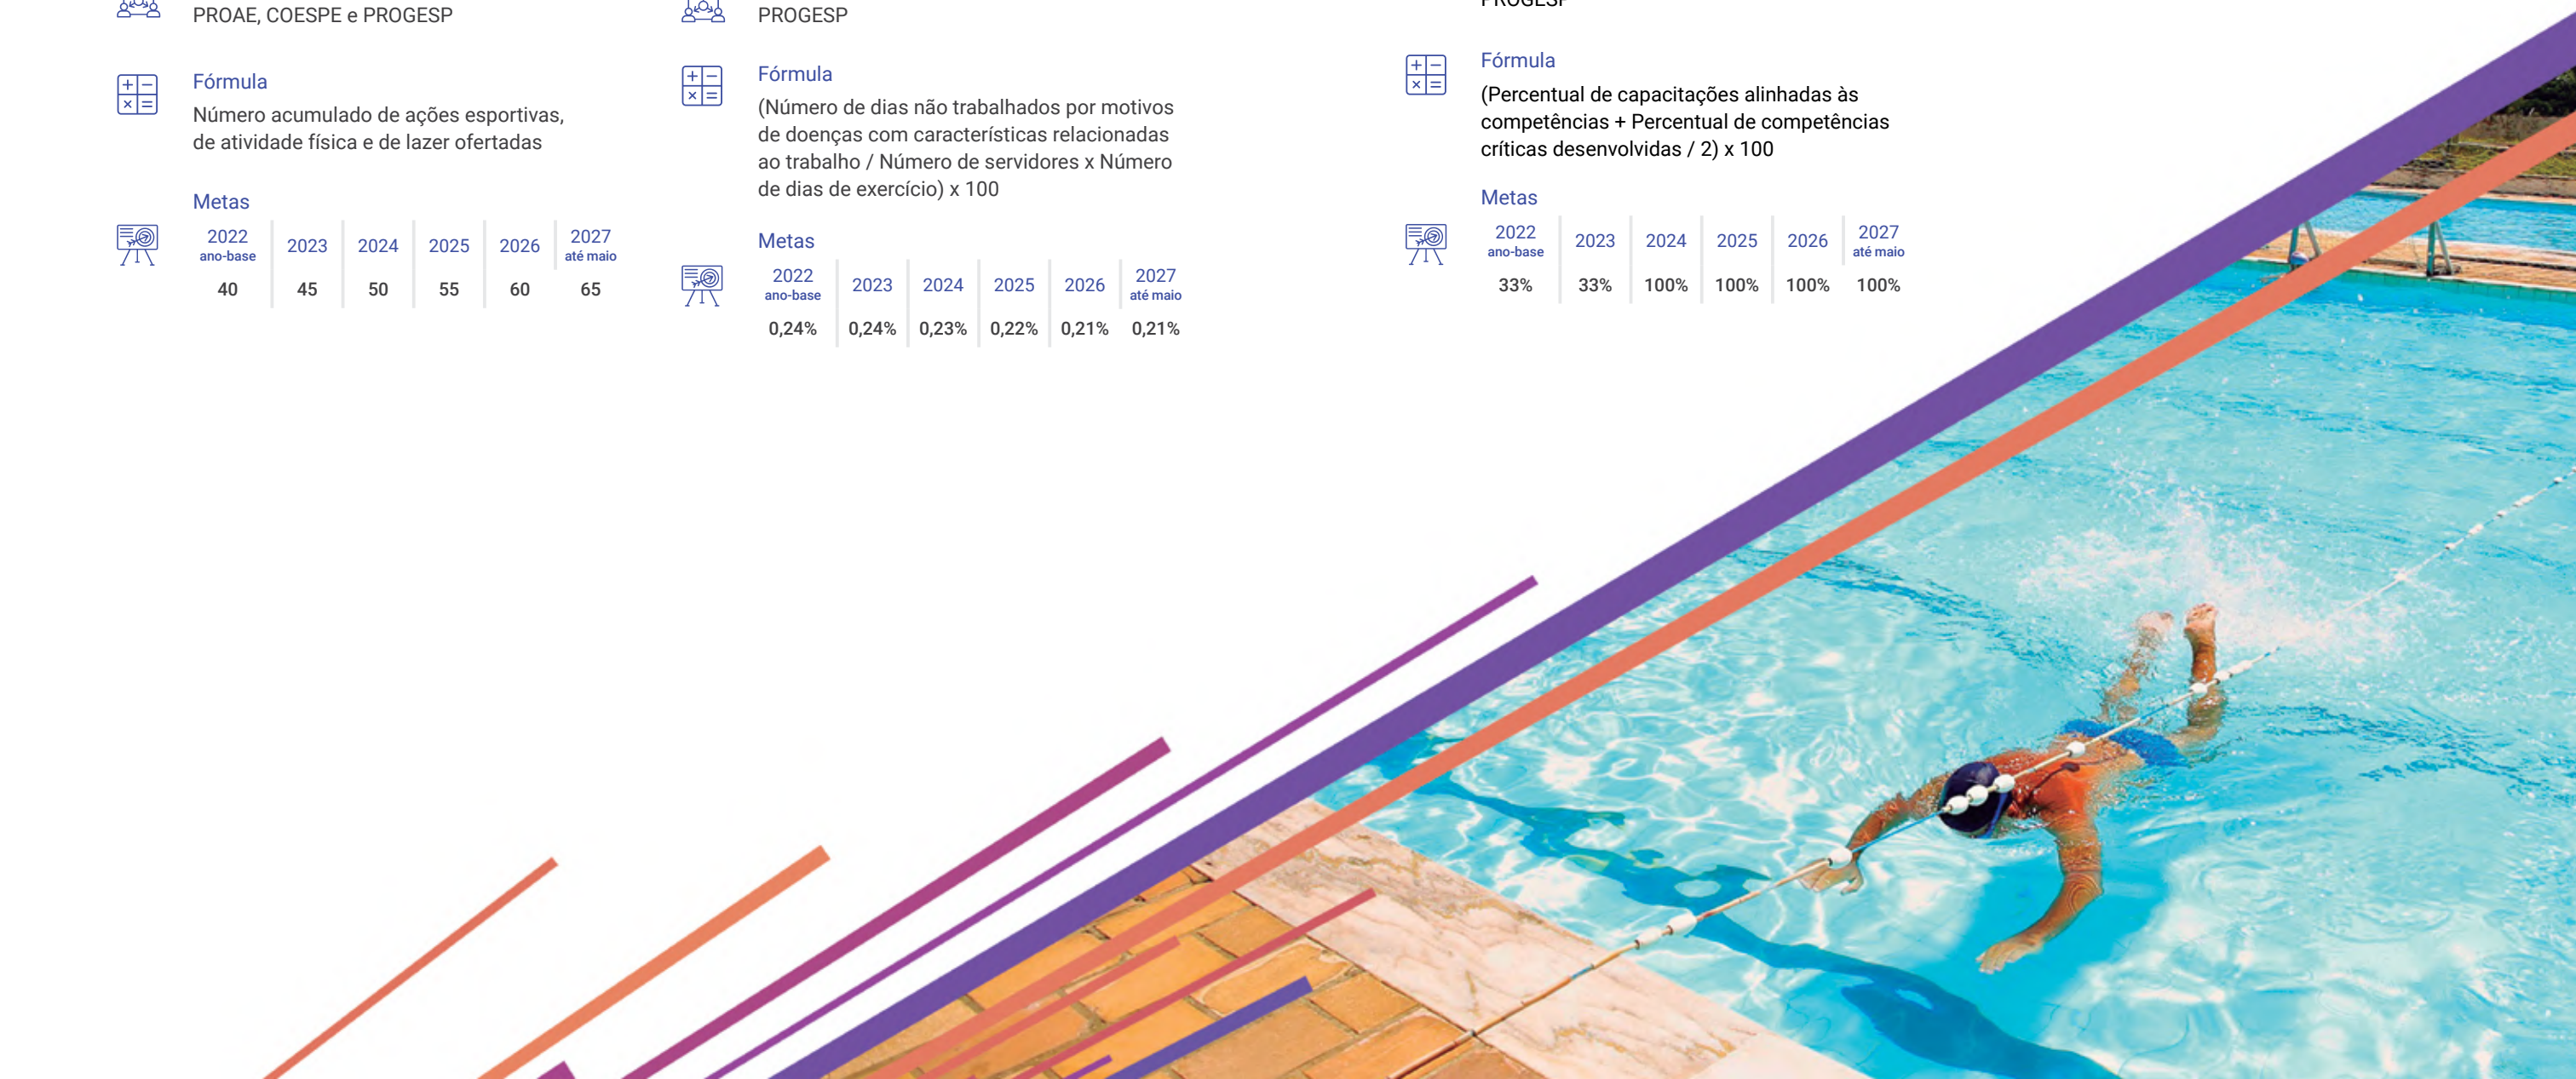 PROAE, COESPE e PROGESP
Fórmula
Número acumulado de ações esportivas,
de atividade física e de lazer ofertadas
Metas
2022 2023 2024 2025 2026 2027
ano-base até maio
40 45 50 55 60 65
PROGESP
Fórmula
(Número de dias não trabalhados por motivos
de doenças com características relacionadas
ao trabalho / Número de servidores x Número
de dias de exercício) x 100
Metas
2022 2023 2024 2025 2026 2027
ano-base até maio
0,24% 0,24% 0,23% 0,22% 0,21% 0,21%
PROGESP
Fórmula
(Percentual de capacitações alinhadas às
competências + Percentual de competências
críticas desenvolvidas / 2) x 100
Metas
2022 2023 2024 2025 2026 2027
ano-base até maio
33% 33% 100% 100% 100% 100%